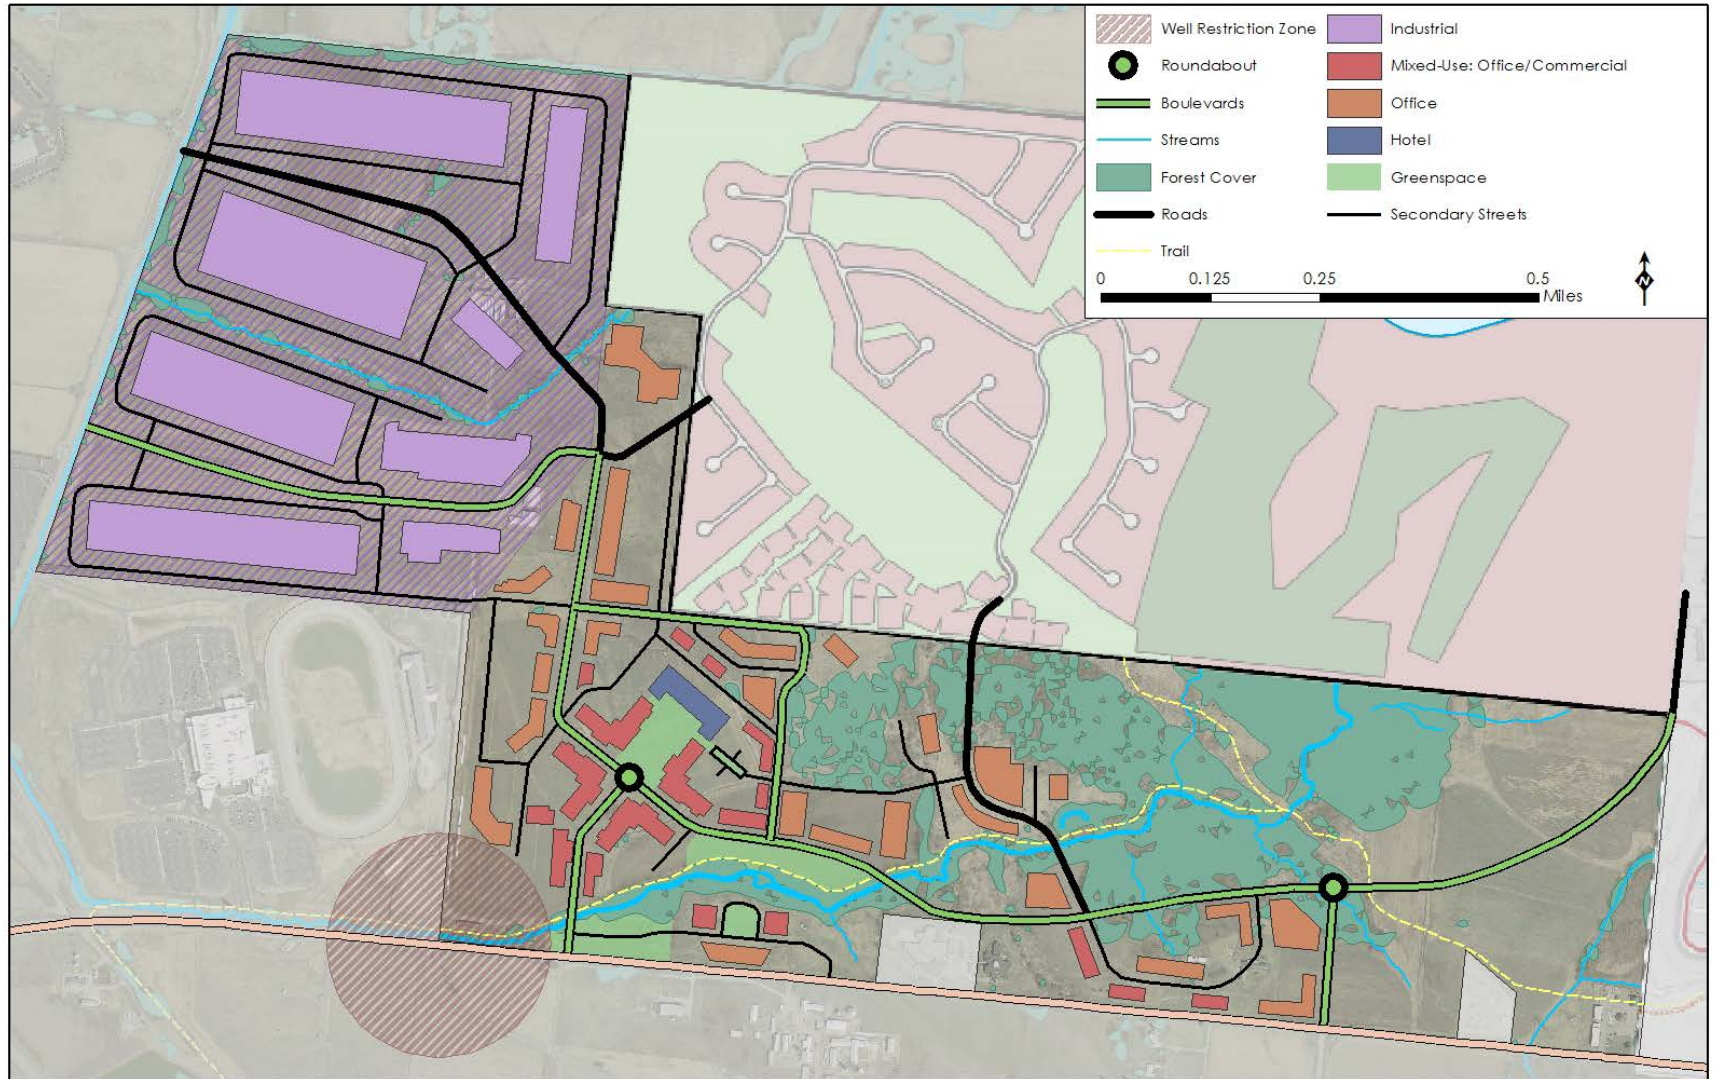 Well Restriction Zone
Industrial
Roundabout
Mixed-Use: Office/Commercial
Boulevards
Office
Streams
Hotel
Forest Cover
Greenspace
Roads
Secondary Streets
Trail
0 0.125 0.25 0.5
Miles
N